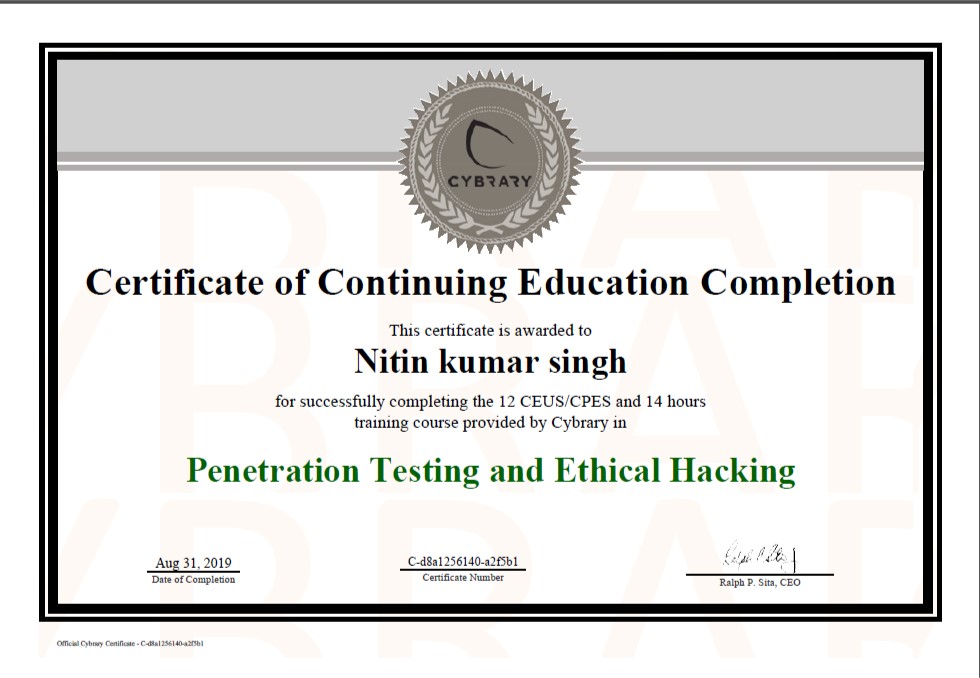 CYBRARY
Certificate of Continuing Education Completion
This certificate is awarded to
Nitin kumar singh
for successfully completing the 12 CEUS/CPES and 14 hours
training course provided by Cybrary in
Penetration Testing and Ethical Hacking
Aug 31, 2019
Date of Completion
C-d8a1256140-a2f5b1
Certificate Number
Ralph P. Sita
Ralph P. Sita, CEO
Official Cybrary Certificate - C-d8a1256140-a2f5b1